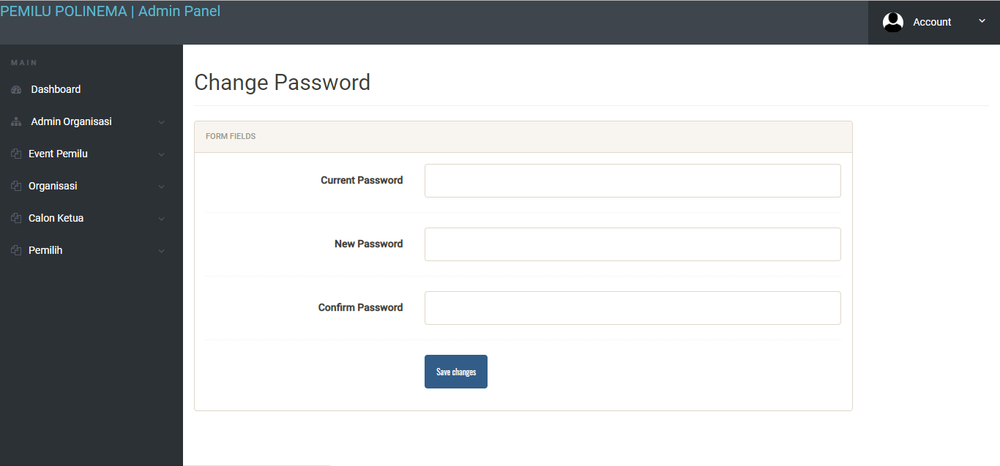 PEMILU POLINEMA | Admin Panel
Account
MAIN
Dashboard
Admin Organisasi
Event Pemilu
Organisasi
Calon Ketua
Pemilih
Change Password
FORM FIELDS
Current Password
New Password
Confirm Password
Save changes